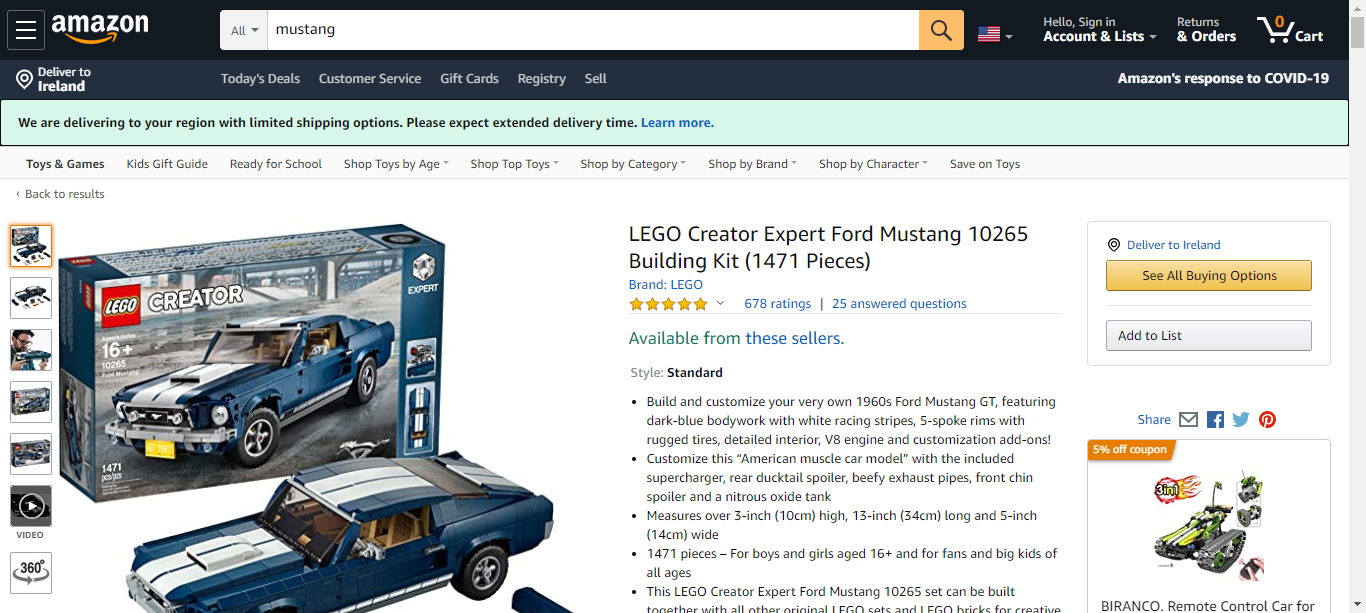 amazon
All
mustang
Hello, Sign in
Account & Lists
Returns
& Orders
0
Cart
Deliver to
Ireland
Today's Deals
Customer Service
Gift Cards
Registry
Sell
Amazon's response to COVID-19
We are delivering to your region with limited shipping options. Please expect extended delivery time. Learn more.
Toys & Games
Kids Gift Guide
Ready for School
Shop Toys by Age
Shop Top Toys
Shop by Category
Shop by Brand
Shop by Character
Save on Toys
‹ Back to results
VIDEO
360°
LEGO
CREATOR
EXPERT
Ages/edades
16+
10265
Ford Mustang
1471
pcs/pzs
LEGO Creator Expert Ford Mustang 10265
Building Kit (1471 Pieces)
Brand: LEGO
678 ratings | 25 answered questions
Available from these sellers.
Style: Standard
• Build and customize your very own 1960s Ford Mustang GT, featuring
dark-blue bodywork with white racing stripes, 5-spoke rims with
rugged tires, detailed interior, V8 engine and customization add-ons!
• Customize this “American muscle car model” with the included
supercharger, rear ducktail spoiler, beefy exhaust pipes, front chin
spoiler and a nitrous oxide tank
• Measures over 3-inch (10cm) high, 13-inch (34cm) long and 5-inch
(14cm) wide
• 1471 pieces – For boys and girls aged 16+ and for fans and big kids of
all ages
• This LEGO Creator Expert Ford Mustang 10265 set can be built
together with all other original LEGO sets and LEGO bricks for creative
Deliver to Ireland
See All Buying Options
Add to List
Share
5% off coupon
3in1
BIRANCO. Remote Control Car for